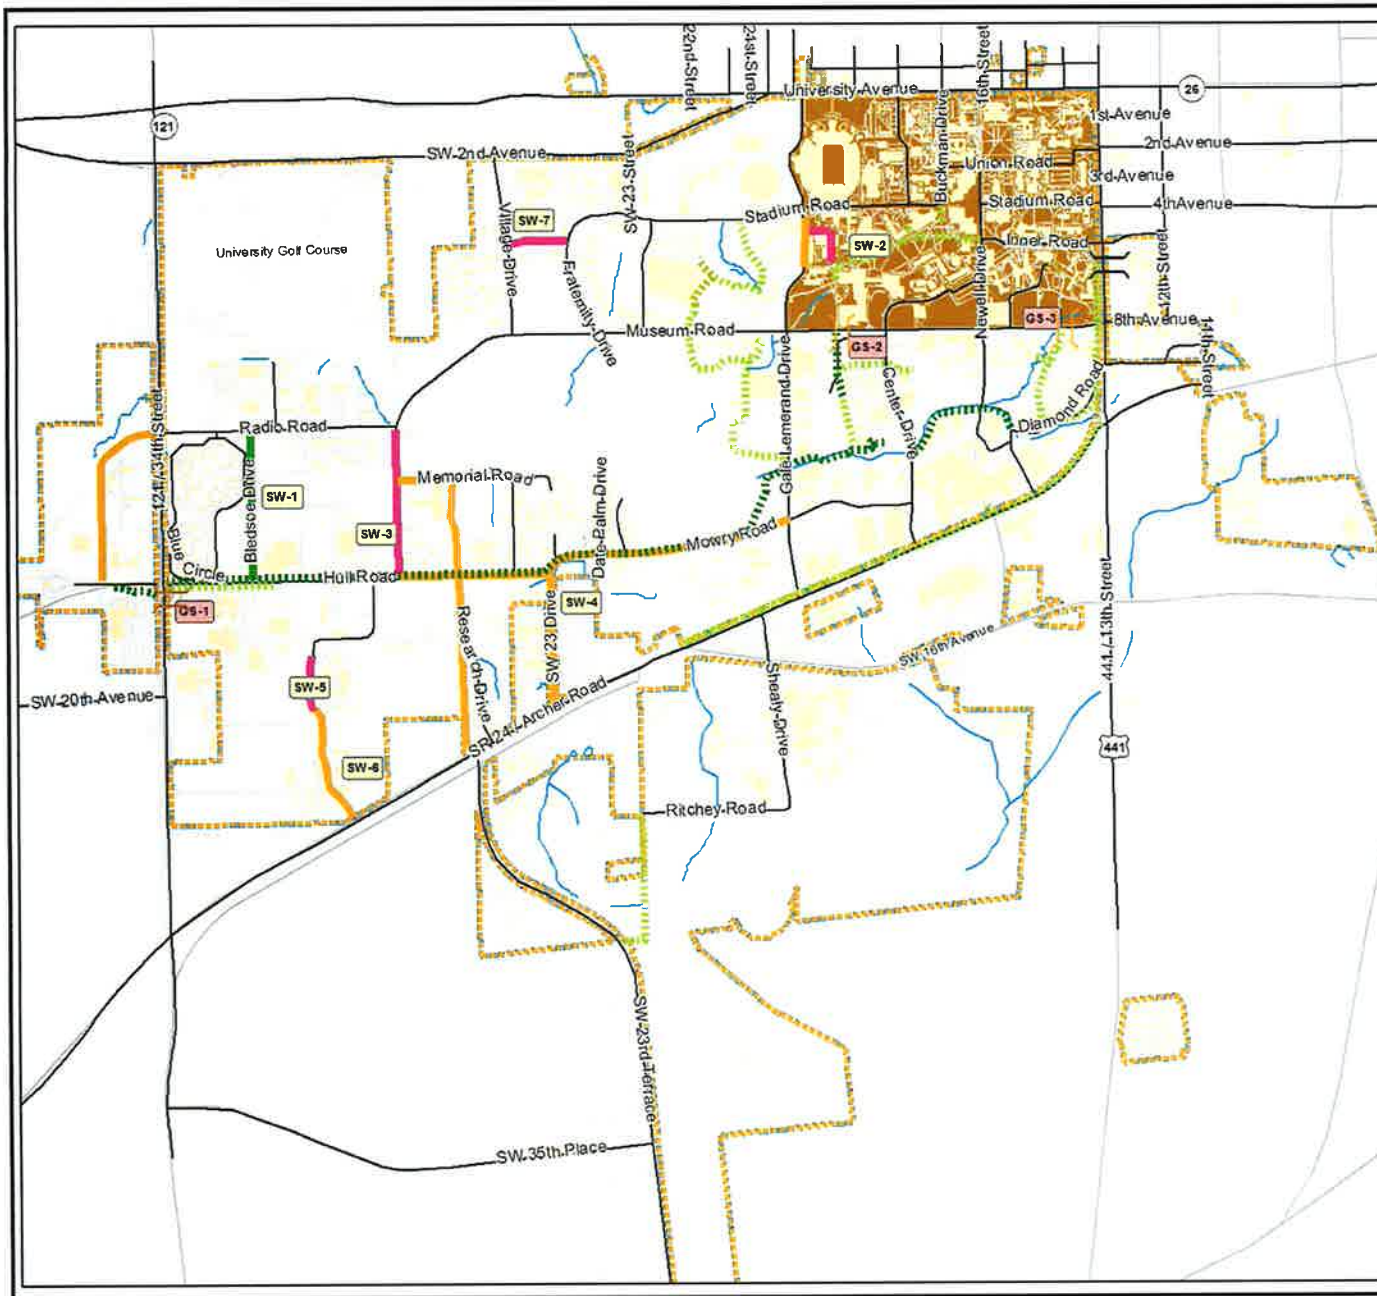 22nd-Street
24st-Street
16th-Street
University-Avenue
26
121
1st-Avenue
2nd-Avenue
SW-2nd-Avenue
SW-23-Street
Buckman-Drive
Union-Road
3rd-Avenue
Village-Drive
SW-7
Stadium-Road
Stadium-Road
4thAvenue
University Golf Course
SW-2
Inner-Road
Fraternity-Drive
Newell-Drive
12th-Street
Museum-Road
GS-3
8th-Avenue
GS-2
14th-Street
Gale-Lemerand-Drive
Center-Drive
Diamond-Road
121./.34th-Street
Radio-Road
Bledsoe-Drive
Memorial-Road
SW-1
Date-Palm-Drive
SW-3
Mowry-Road
Blue
Circle
Hull-Road
GS-1
SW-4
441./.13th-Street
Research-Drive
SW-23-Drive
SW-16th-Avenue
SW-5
Shealy-Drive
SW-20th-Avenue
SR-24-/-Archer-Road
441
SW-6
Ritchey-Road
SW-23rd-Terrace
SW-35th-Place